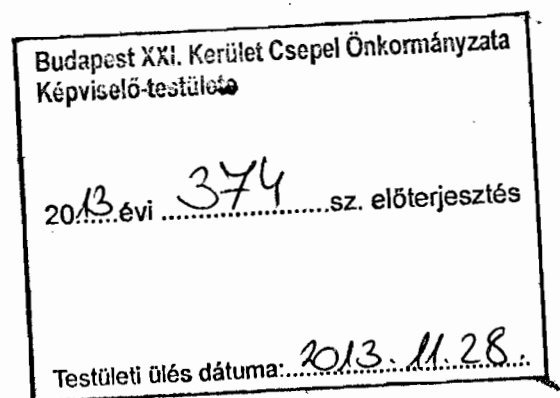 Budapest XXI. Kerület Csepel Önkormányzata
Képviselő-testülete
2013.évi 374 sz. előterjesztés
Testületi ülés dátuma: 2013. 11. 28.